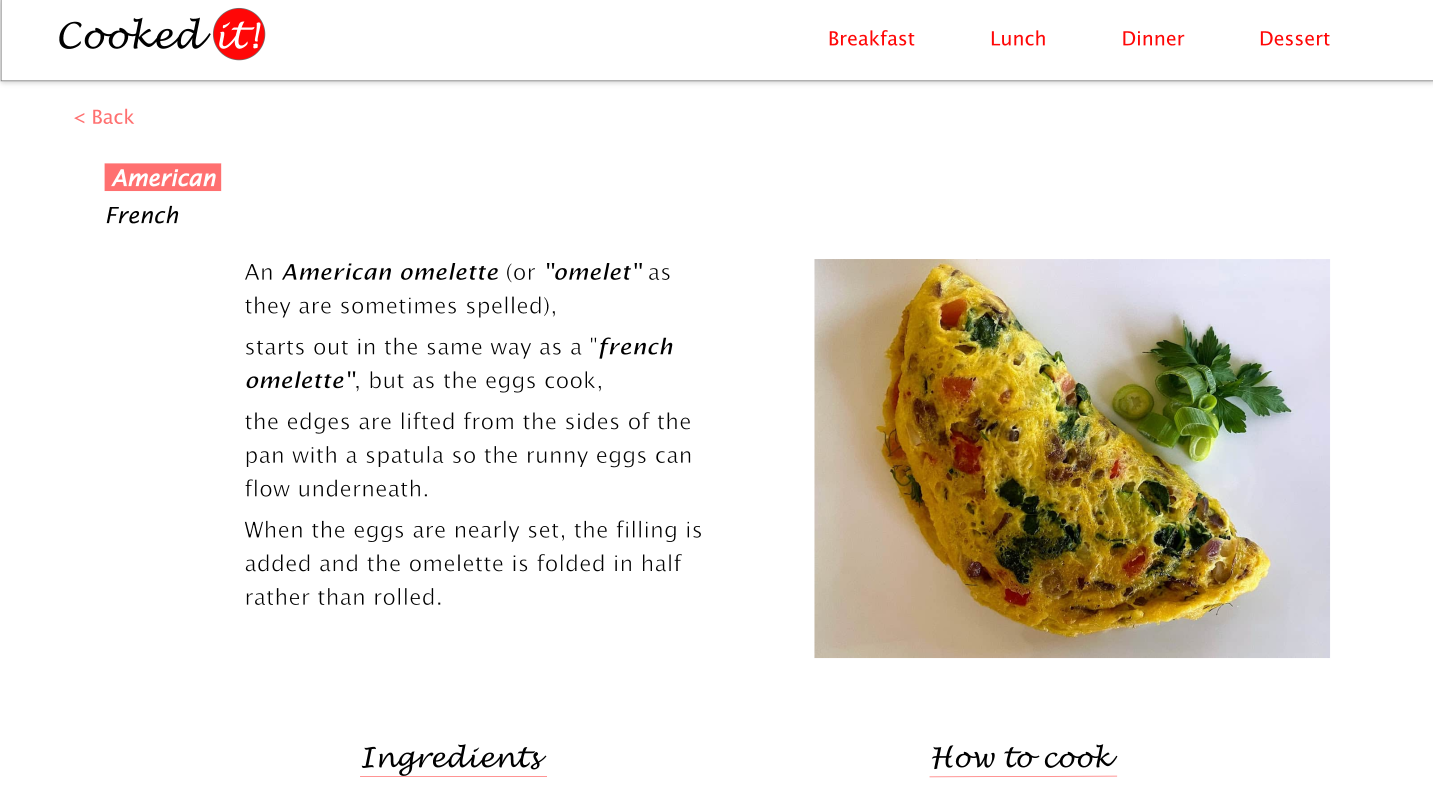 Cooked it!
Breakfast Lunch Dinner Dessert
< Back
American
French
An American omelette (or "omelet" as
they are sometimes spelled),
starts out in the same way as a "french
omelette", but as the eggs cook,
the edges are lifted from the sides of the
pan with a spatula so the runny eggs can
flow underneath.
When the eggs are nearly set, the filling is
added and the omelette is folded in half
rather than rolled.
Ingredients
How to cook